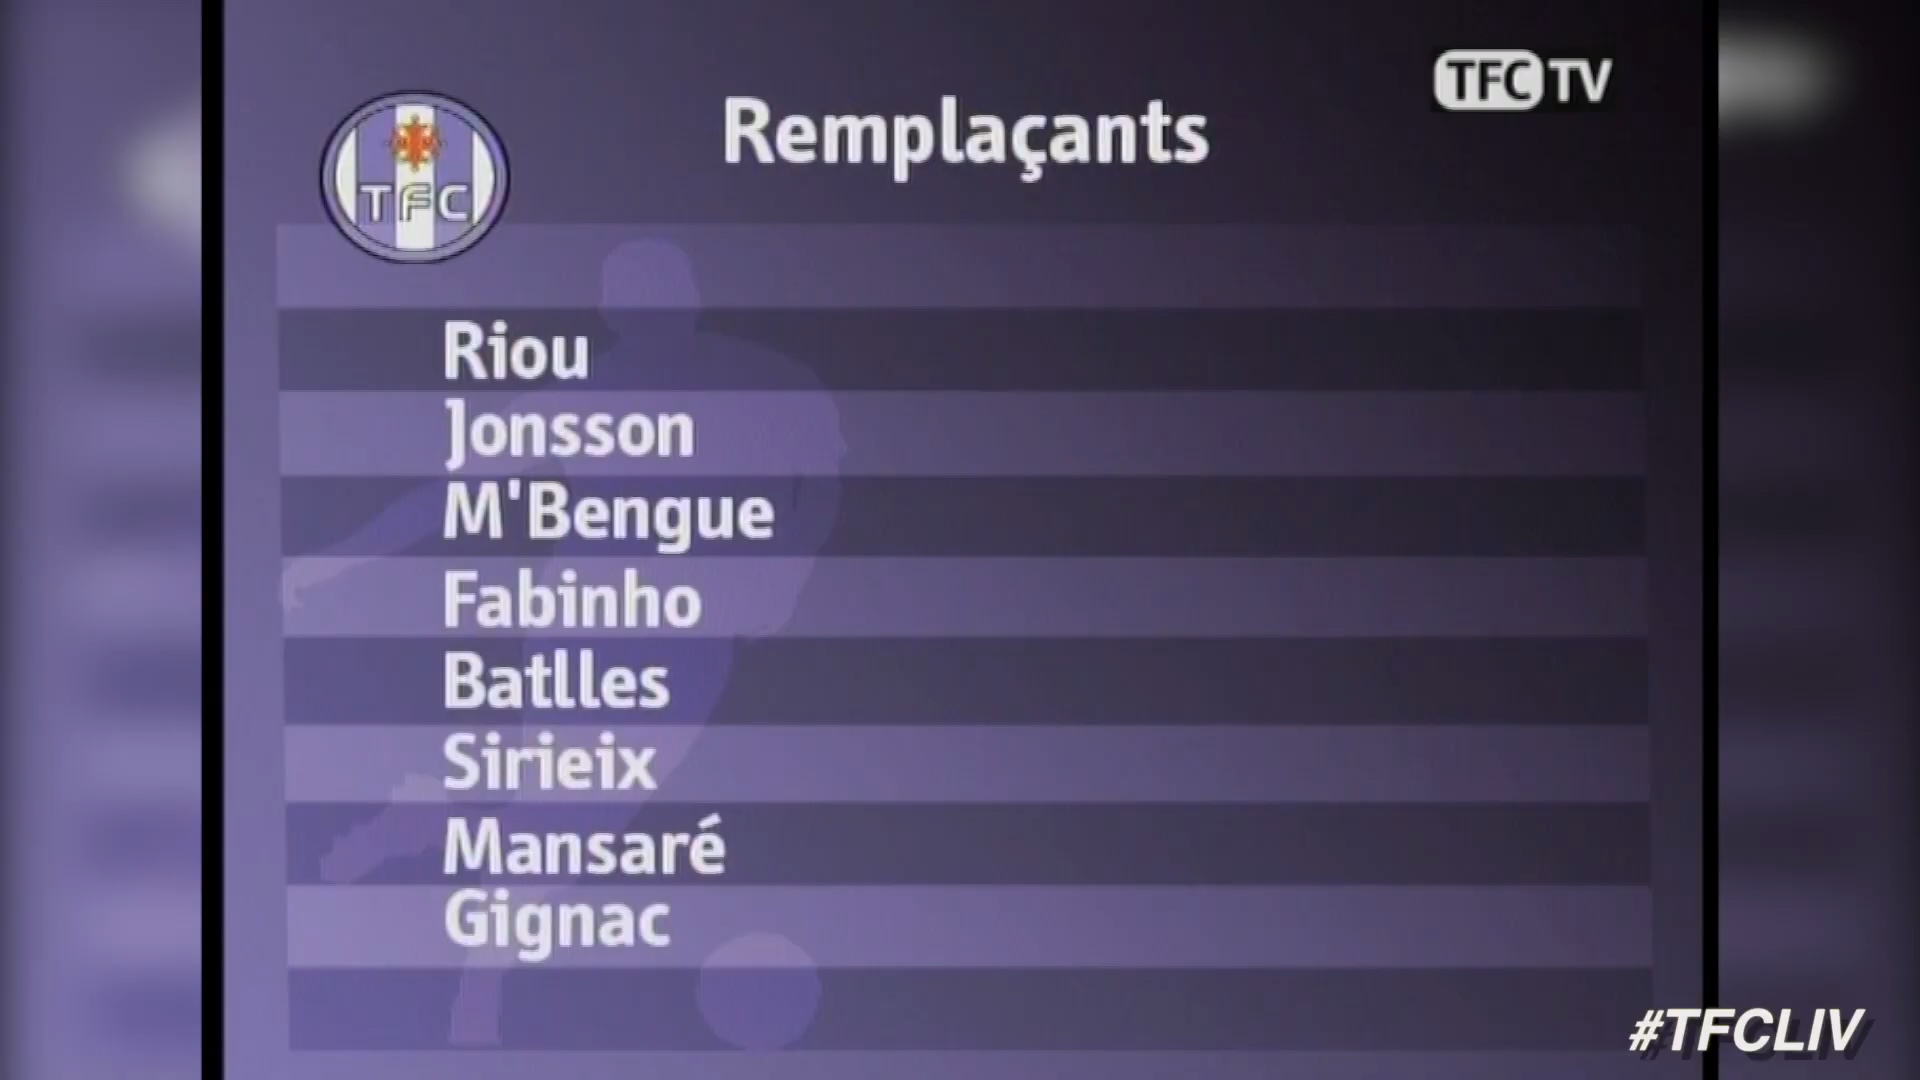 TFC TV
Remplaçants
TFC
Riou
Jonsson
M'Bengue
Fabinho
Batlles
Sirieix
Mansaré
Gignac
#TFCLIV